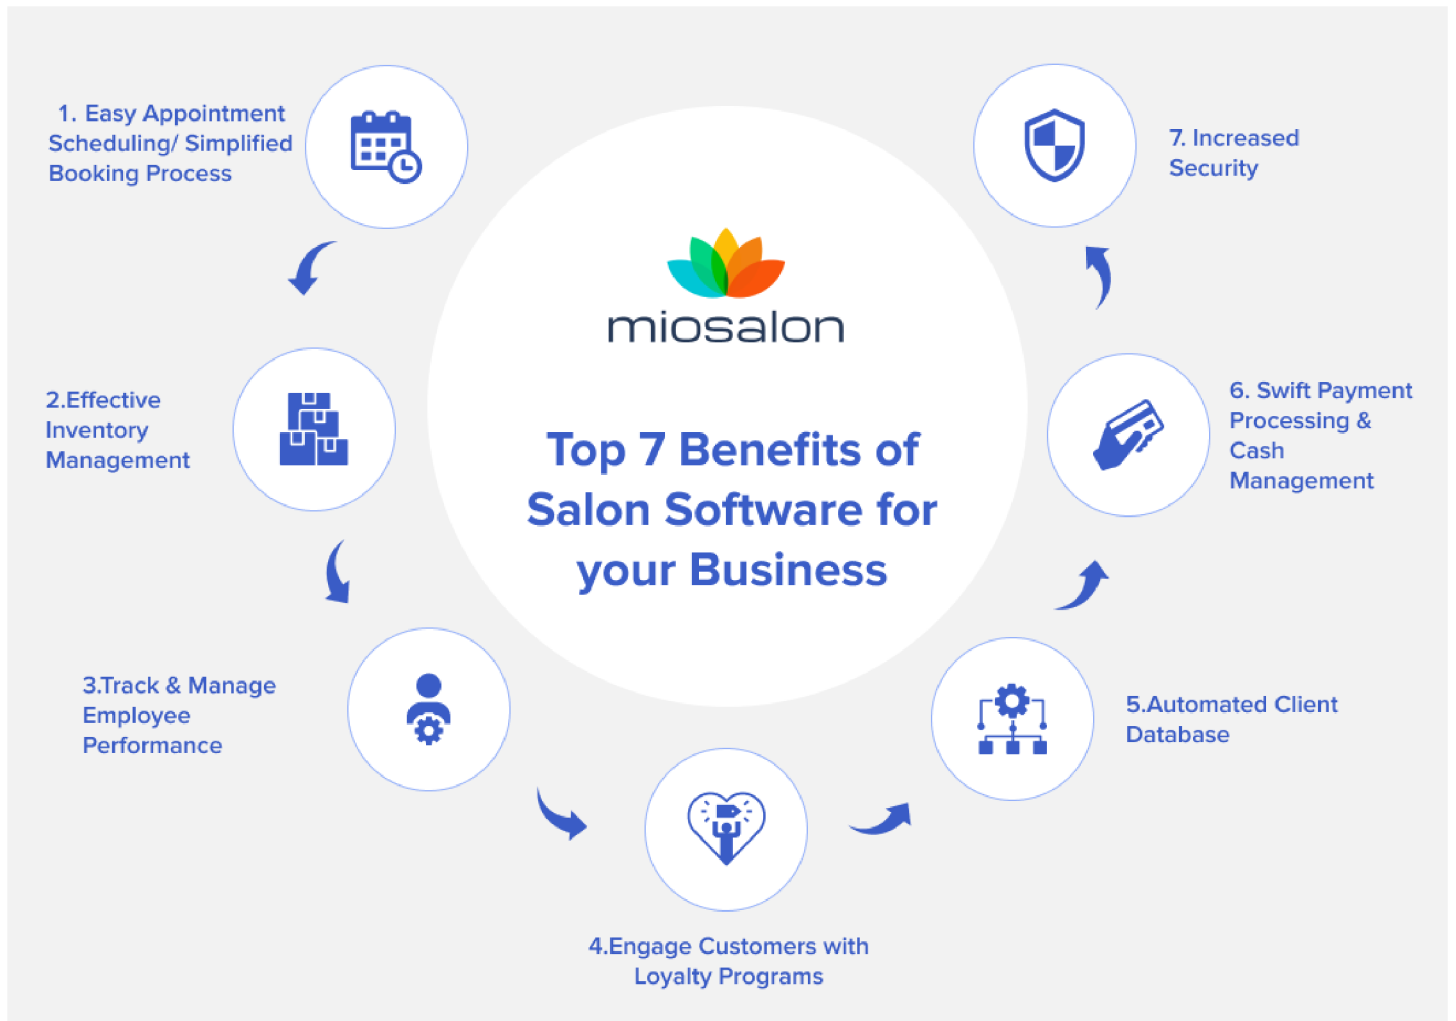 miosalon
Top 7 Benefits of
Salon Software for
your Business
1. Easy Appointment
Scheduling/ Simplified
Booking Process
2.Effective
Inventory
Management
3.Track & Manage
Employee
Performance
4.Engage Customers with
Loyalty Programs
5.Automated Client
Database
6. Swift Payment
Processing &
Cash
Management
7. Increased
Security